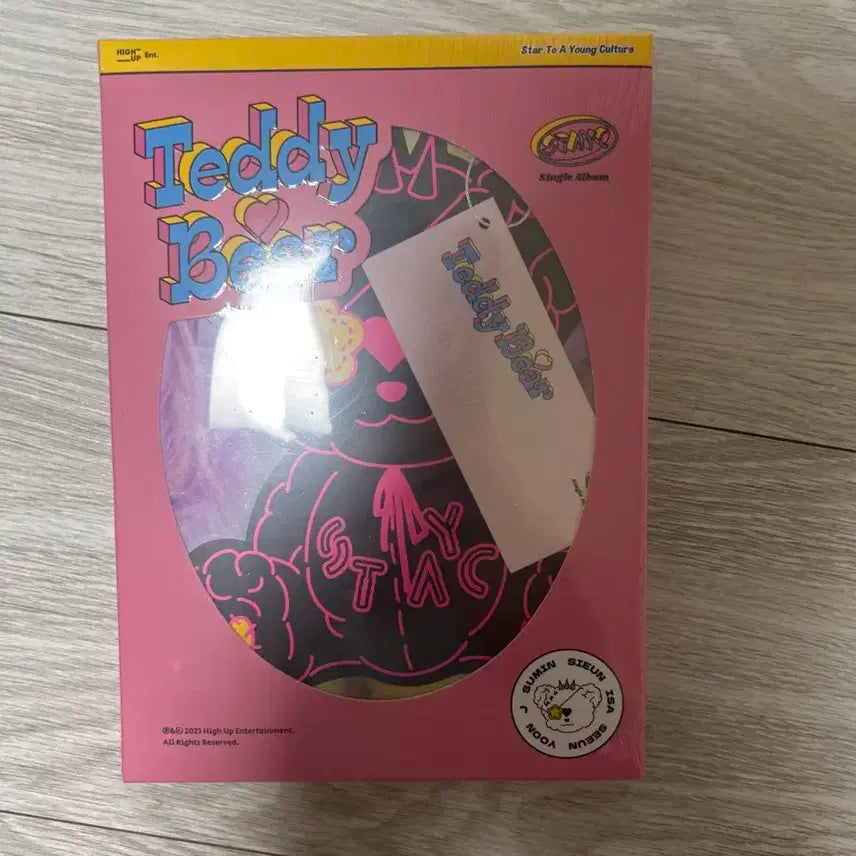 HIGH
UP Ent.
Star To A Young Culture
Teddy
Bear
STAYC
Single Album
Teddy Bear
Single
STAYC
SUMIN SIEUN ISA SEEUN YOON J
℗&© 2023 High Up Entertainment.
All Rights Reserved.